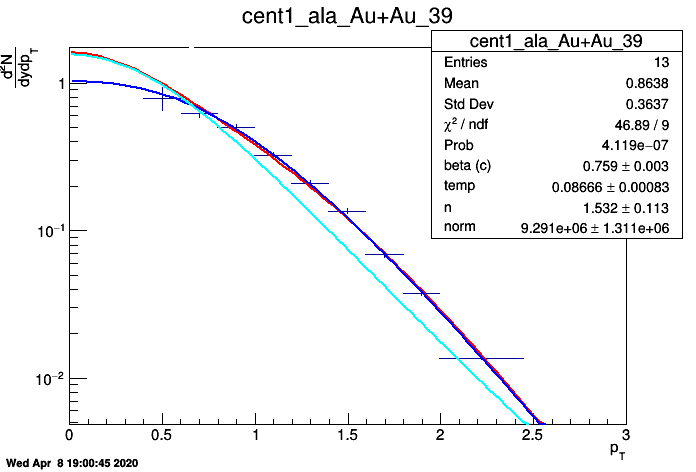 cent1_ala_Au+Au_39
d²N
dydp_T
cent1_ala_Au+Au_39
Entries 13
Mean 0.8638
Std Dev 0.3637
χ² / ndf 46.89 / 9
Prob 4.119e−07
beta (c) 0.759 ± 0.003
temp 0.08666 ± 0.00083
n 1.532 ± 0.113
norm 9.291e+06 ± 1.311e+06
1
10⁻¹
10⁻²
0 0.5 1 1.5 2 2.5 3
p_T
Wed Apr 8 19:00:45 2020